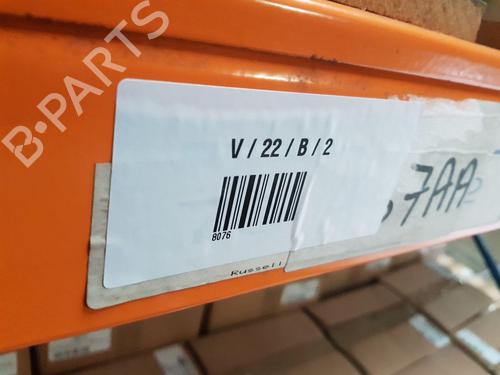 B-PARTS
V / 22 / B / 2
8076
7AA
Russell